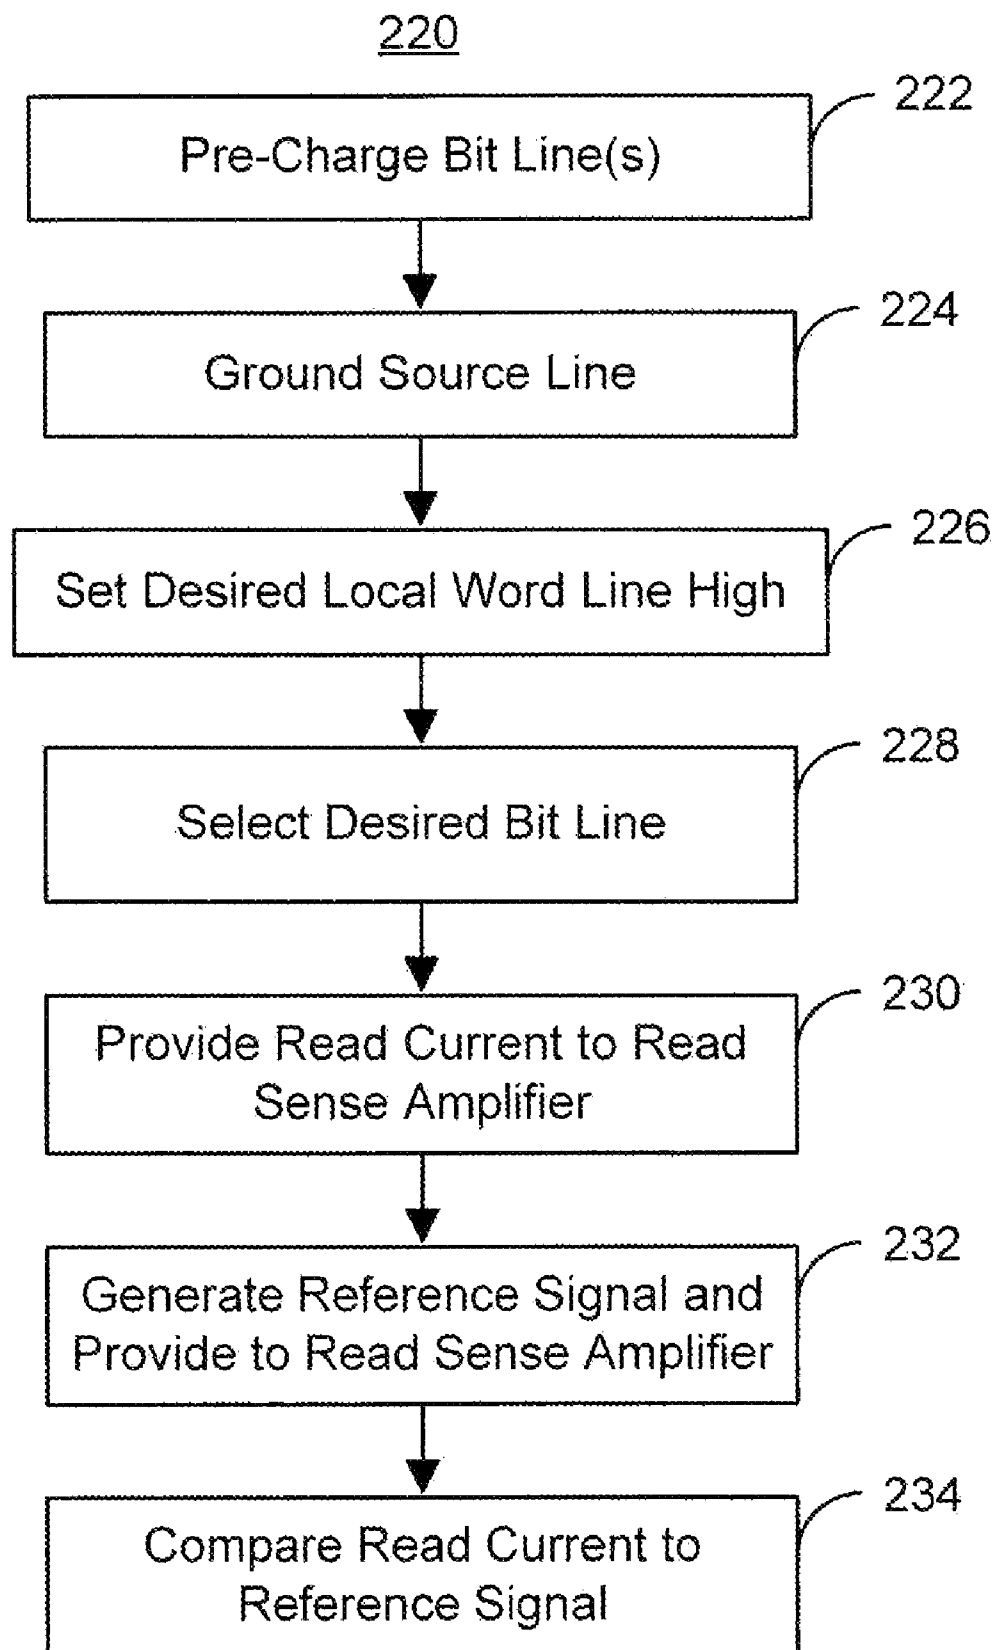 220
222
Pre-Charge Bit Line(s)
224
Ground Source Line
226
Set Desired Local Word Line High
228
Select Desired Bit Line
230
Provide Read Current to Read
Sense Amplifier
232
Generate Reference Signal and
Provide to Read Sense Amplifier
234
Compare Read Current to
Reference Signal